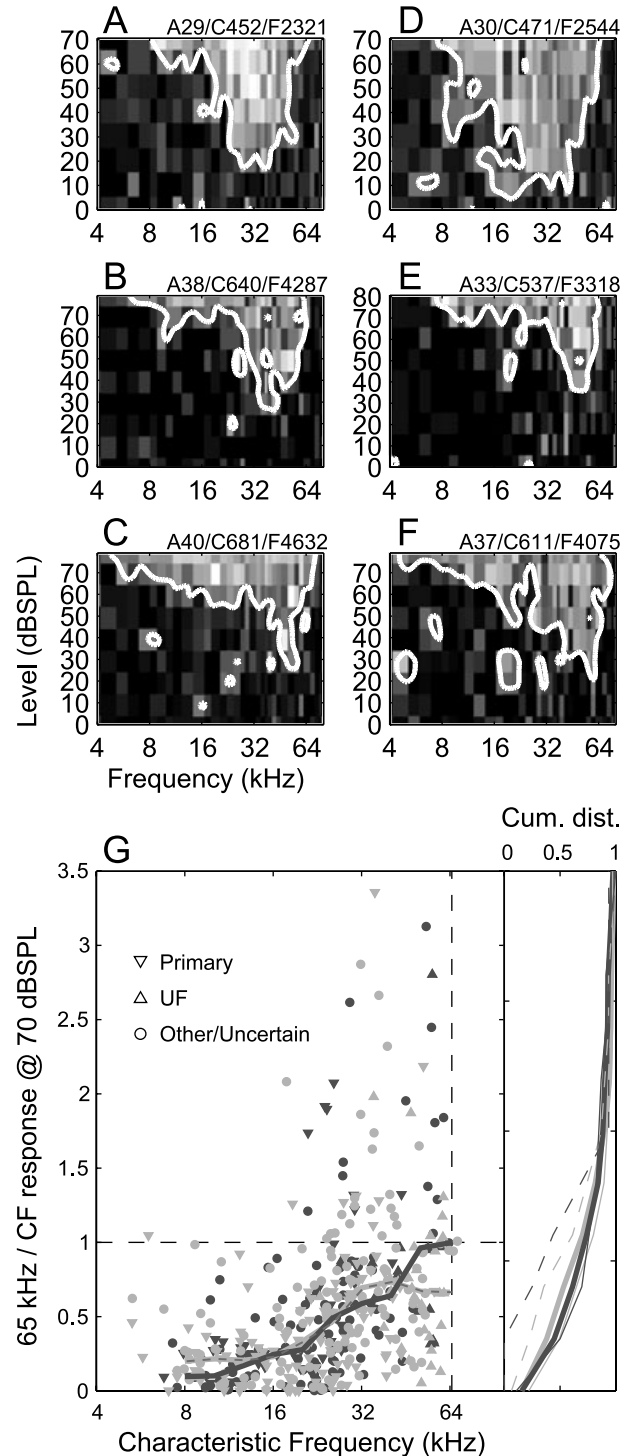 A A29/C452/F2321
70
60
50
40
30
20
10
0
4 8 16 32 64
D A30/C471/F2544
70
60
50
40
30
20
10
0
4 8 16 32 64
B A38/C640/F4287
70
60
50
40
30
20
10
0
4 8 16 32 64
E A33/C537/F3318
80
70
60
50
40
30
20
10
0
4 8 16 32 64
C A40/C681/F4632
70
60
50
40
30
20
10
0
4 8 16 32 64
Level (dBSPL)
Frequency (kHz)
F A37/C611/F4075
70
60
50
40
30
20
10
0
4 8 16 32 64
G
3.5
3
2.5
2
1.5
1
0.5
0
65 kHz / CF response @ 70 dBSPL
Primary
UF
Other/Uncertain
4 8 16 32 64
Characteristic Frequency (kHz)
Cum. dist.
0 0.5 1